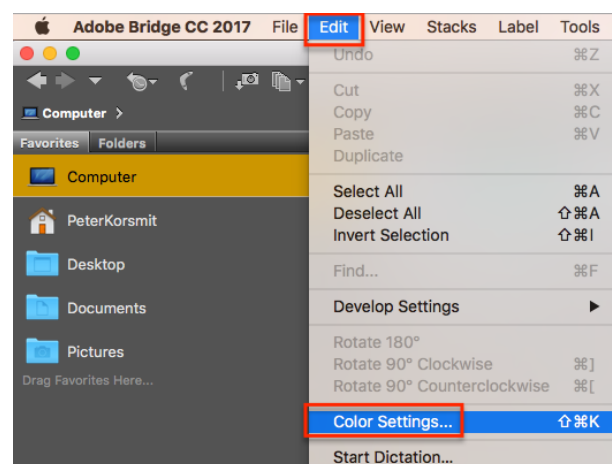 Adobe Bridge CC 2017 File Edit View Stacks Label Tools
Undo ⌘Z
Cut ⌘X
Copy ⌘C
Paste ⌘V
Duplicate
Select All ⌘A
Deselect All ⇧⌘A
Invert Selection ⇧⌘I
Find... ⌘F
Develop Settings ▶
Rotate 180°
Rotate 90° Clockwise ⌘]
Rotate 90° Counterclockwise ⌘[
Color Settings... ⇧⌘K
Start Dictation...
Computer >
Favorites Folders
Computer
PeterKorsmit
Desktop
Documents
Pictures
Drag Favorites Here...